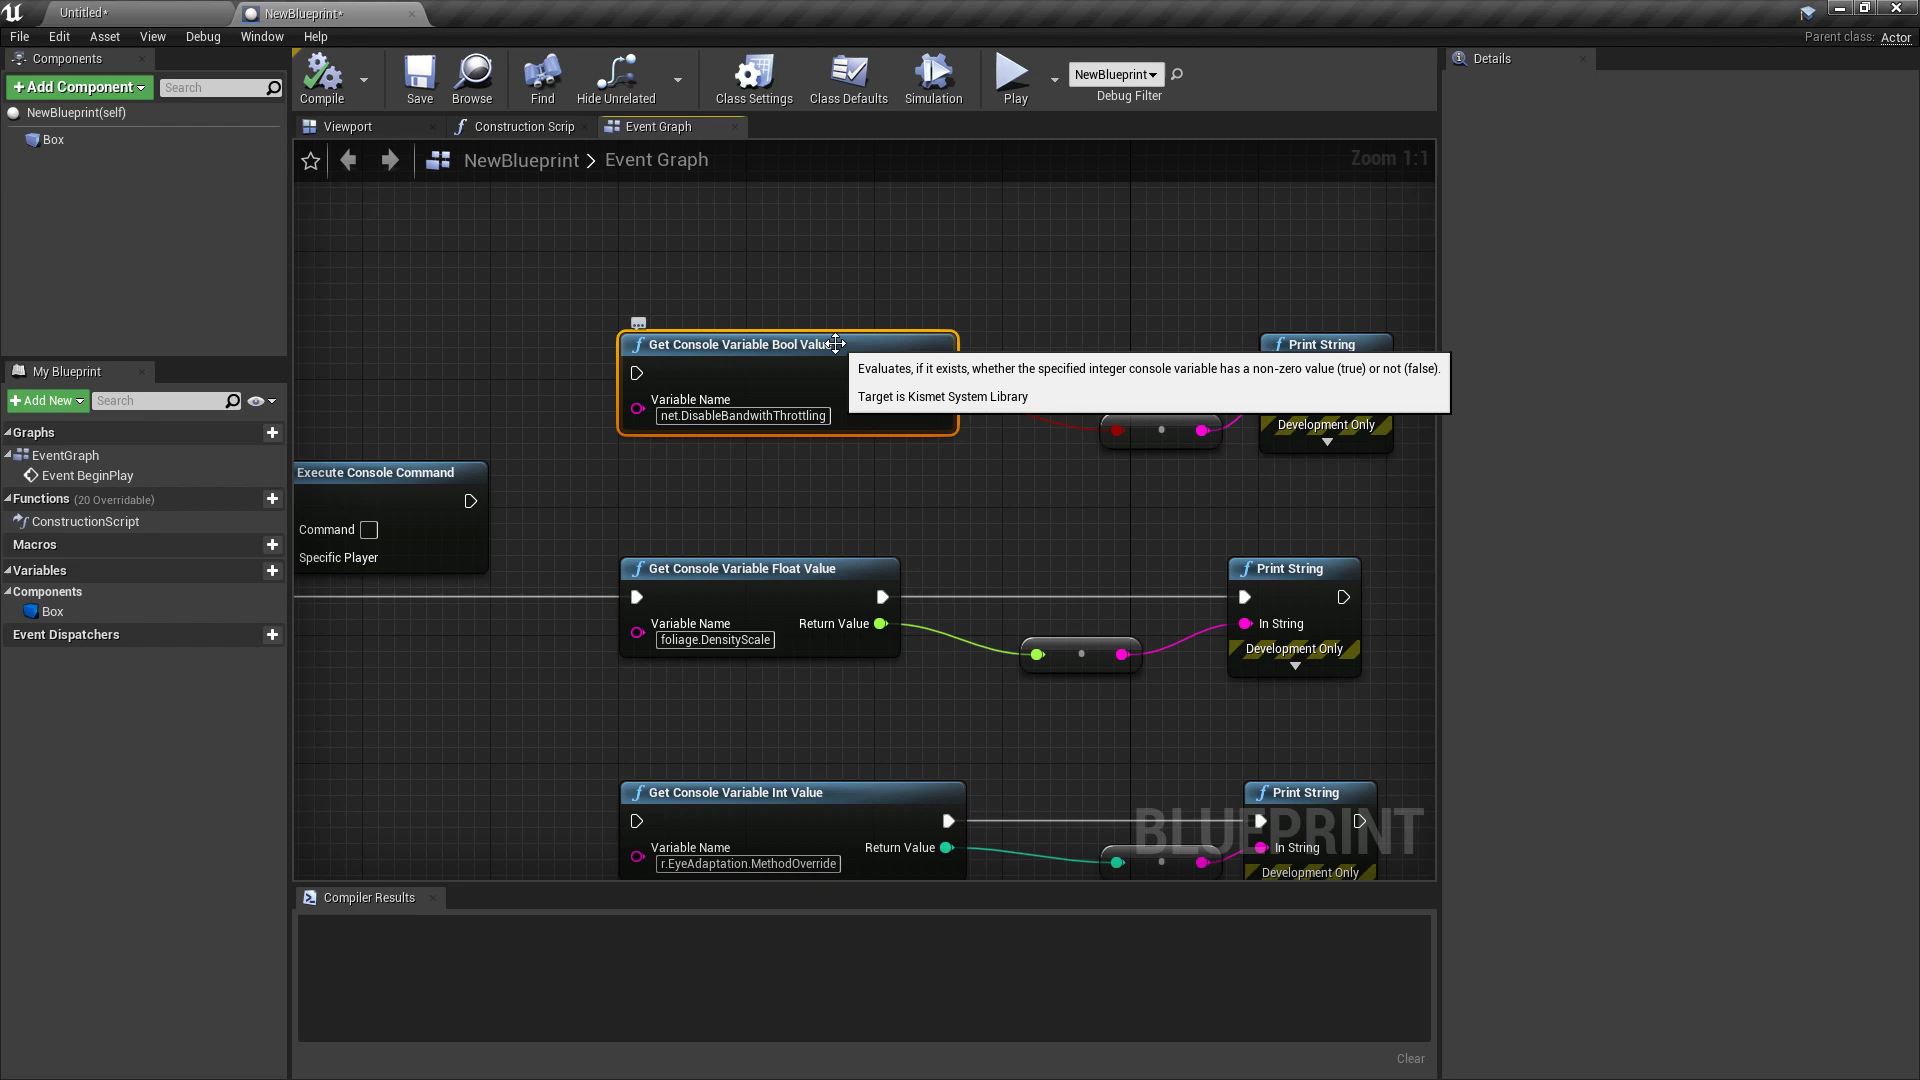 Untitled*
NewBlueprint*
File Edit Asset View Debug Window Help
Parent class: Actor
Components
+ Add Component
Search
NewBlueprint(self)
Box
Compile
Save
Browse
Find
Hide Unrelated
Class Settings
Class Defaults
Simulation
Play
NewBlueprint
Debug Filter
Details
Viewport
Construction Scrip
Event Graph
NewBlueprint > Event Graph
Zoom 1:1
Get Console Variable Bool Value
Variable Name
net.DisableBandwithThrottling
Print String
Evaluates, if it exists, whether the specified integer console variable has a non-zero value (true) or not (false).
Target is Kismet System Library
Development Only
My Blueprint
+ Add New
Search
Graphs
EventGraph
Event BeginPlay
Functions (20 Overridable)
ConstructionScript
Macros
Variables
Components
Box
Event Dispatchers
Execute Console Command
Command
Specific Player
Get Console Variable Float Value
Variable Name
foliage.DensityScale
Return Value
Print String
In String
Development Only
Get Console Variable Int Value
Variable Name
r.EyeAdaptation.MethodOverride
Return Value
Print String
In String
Development Only
BLUEPRINT
Compiler Results
Clear